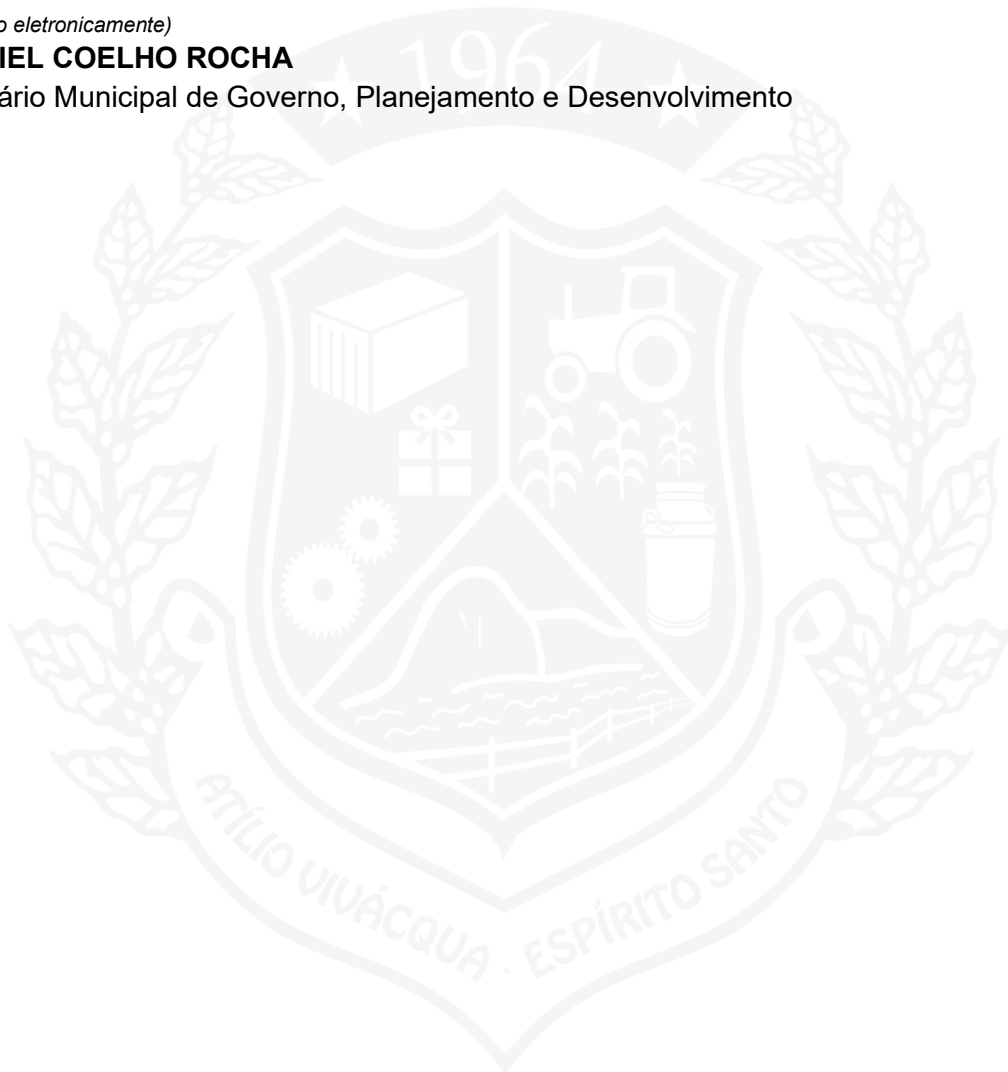 o eletronicamente)
IEL COELHO ROCHA
ário Municipal de Governo, Planejamento e Desenvolvimento
1964
ATÍLIO VIVÁCQUA . ESPÍRITO SANTO